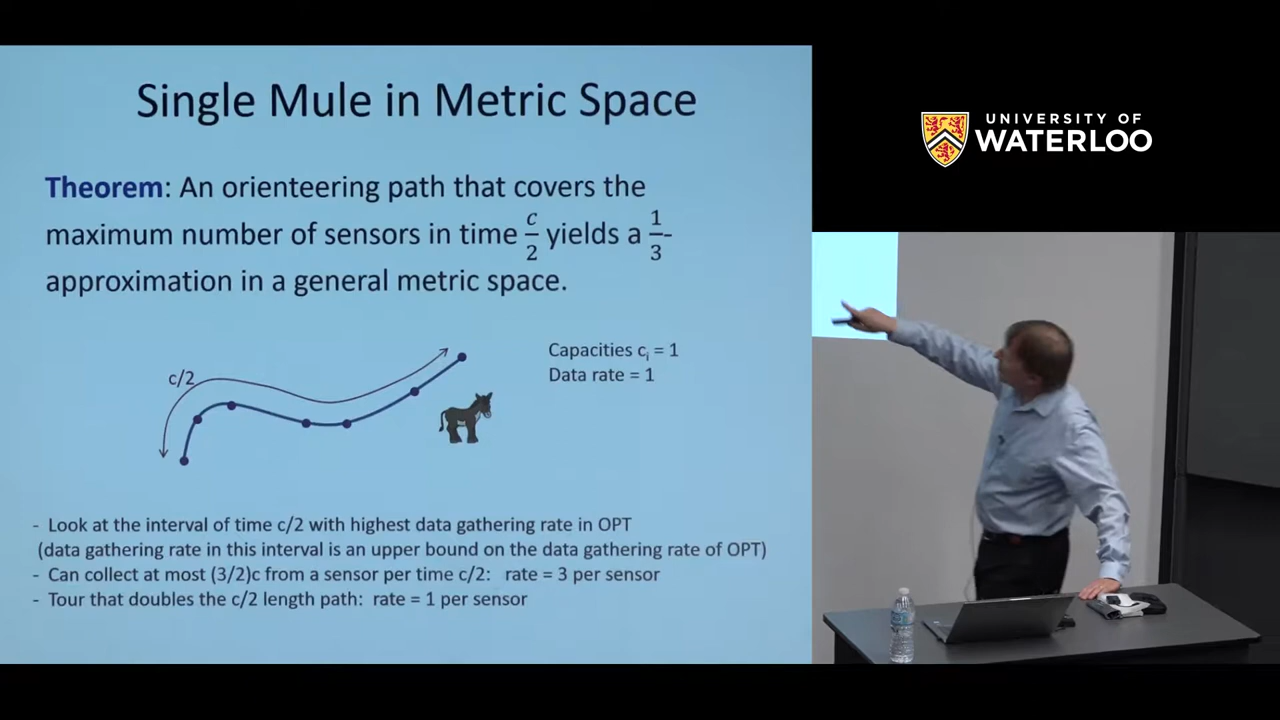 Single Mule in Metric Space
Theorem: An orienteering path that covers the
maximum number of sensors in time c/2 yields a 1/3-
approximation in a general metric space.
c/2
Capacities cᵢ = 1
Data rate = 1
- Look at the interval of time c/2 with highest data gathering rate in OPT
(data gathering rate in this interval is an upper bound on the data gathering rate of OPT)
- Can collect at most (3/2)c from a sensor per time c/2: rate = 3 per sensor
- Tour that doubles the c/2 length path: rate = 1 per sensor
UNIVERSITY OF
WATERLOO